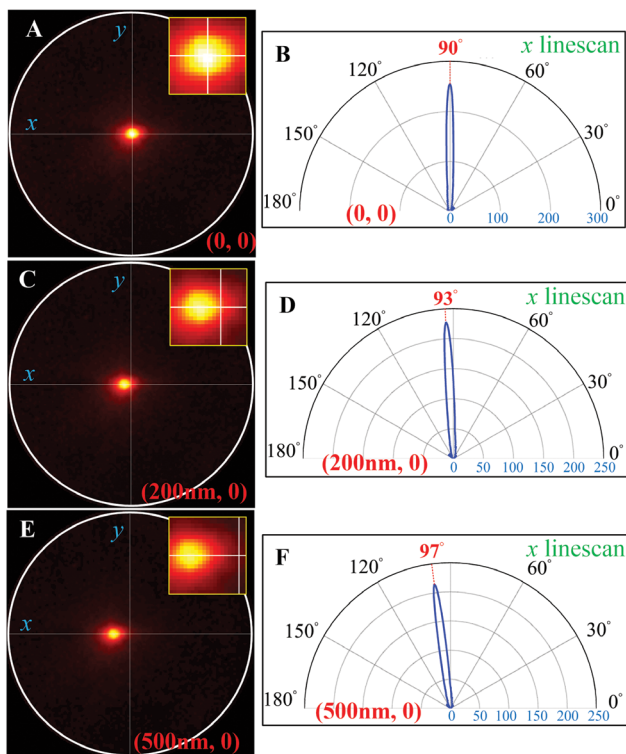 A
y
x
(0, 0)
B
90°
x linescan
120°
60°
150°
30°
180°
0°
(0, 0)
0 100 200 300
C
y
x
(200nm, 0)
D
93°
x linescan
120°
60°
150°
30°
180°
0°
(200nm, 0)
0 50 100 150 200 250
E
y
x
(500nm, 0)
F
97°
x linescan
120°
60°
150°
30°
180°
0°
(500nm, 0)
0 50 100 150 200 250